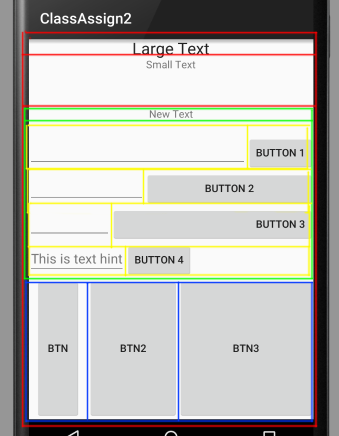 ClassAssign2
Large Text
Small Text
New Text
BUTTON 1
BUTTON 2
BUTTON 3
This is text hint BUTTON 4
BTN BTN2 BTN3